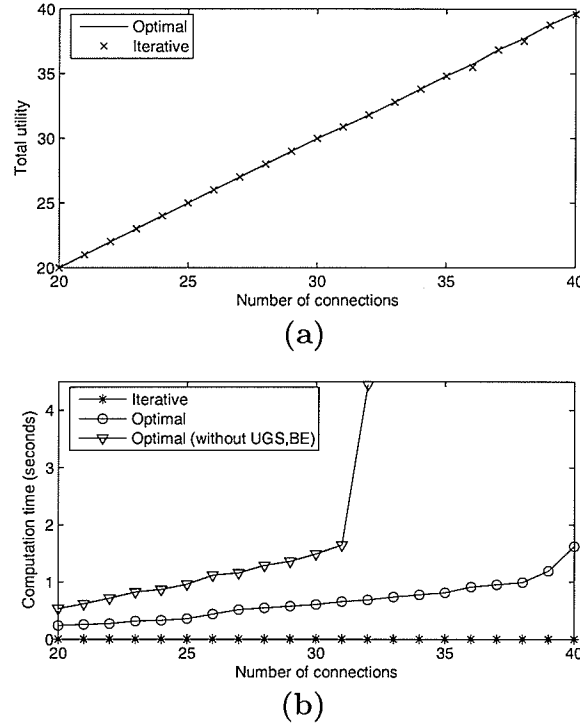 40
35
30
25
20
Total utility
Optimal
Iterative
20 25 30 35 40
Number of connections
(a)
4
3
2
1
0
Computation time (seconds)
Iterative
Optimal
Optimal (without UGS,BE)
20 25 30 35 40
Number of connections
(b)